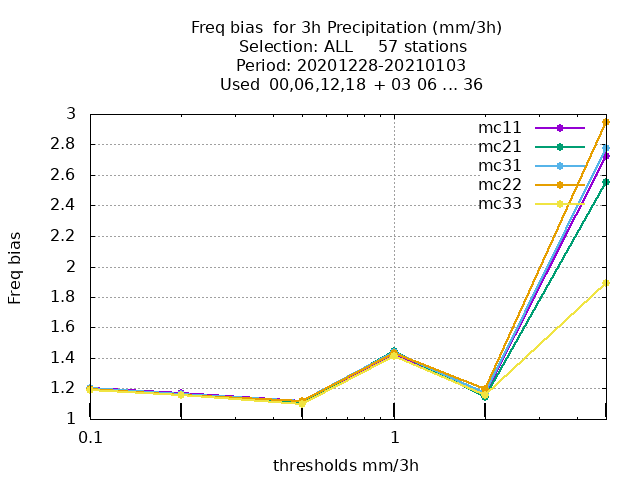 Freq bias  for 3h Precipitation (mm/3h)
Selection: ALL     57 stations
Period: 20201228-20210103
Used  00,06,12,18  + 03 06 ... 36
mc11
mc21
mc31
mc22
mc33
3
2.8
2.6
2.4
2.2
2
1.8
1.6
1.4
1.2
1
Freq bias
0.1
1
thresholds mm/3h